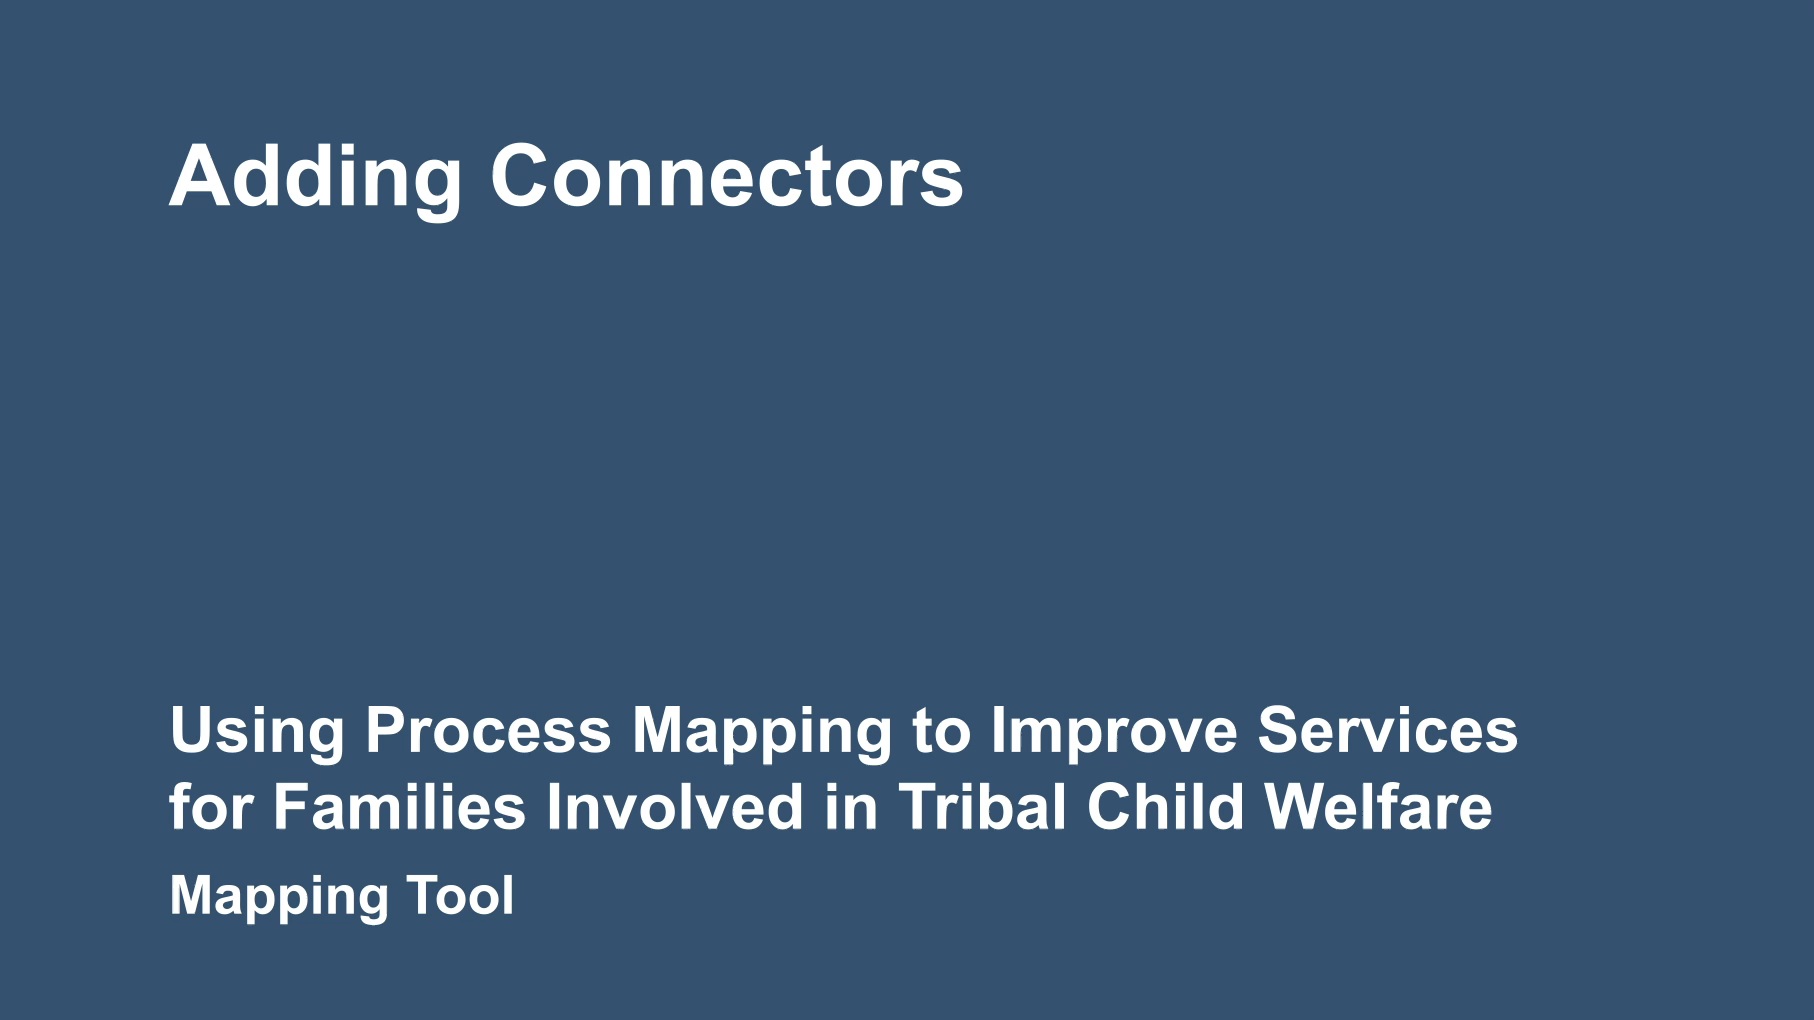 Adding Connectors
Using Process Mapping to Improve Services
for Families Involved in Tribal Child Welfare
Mapping Tool